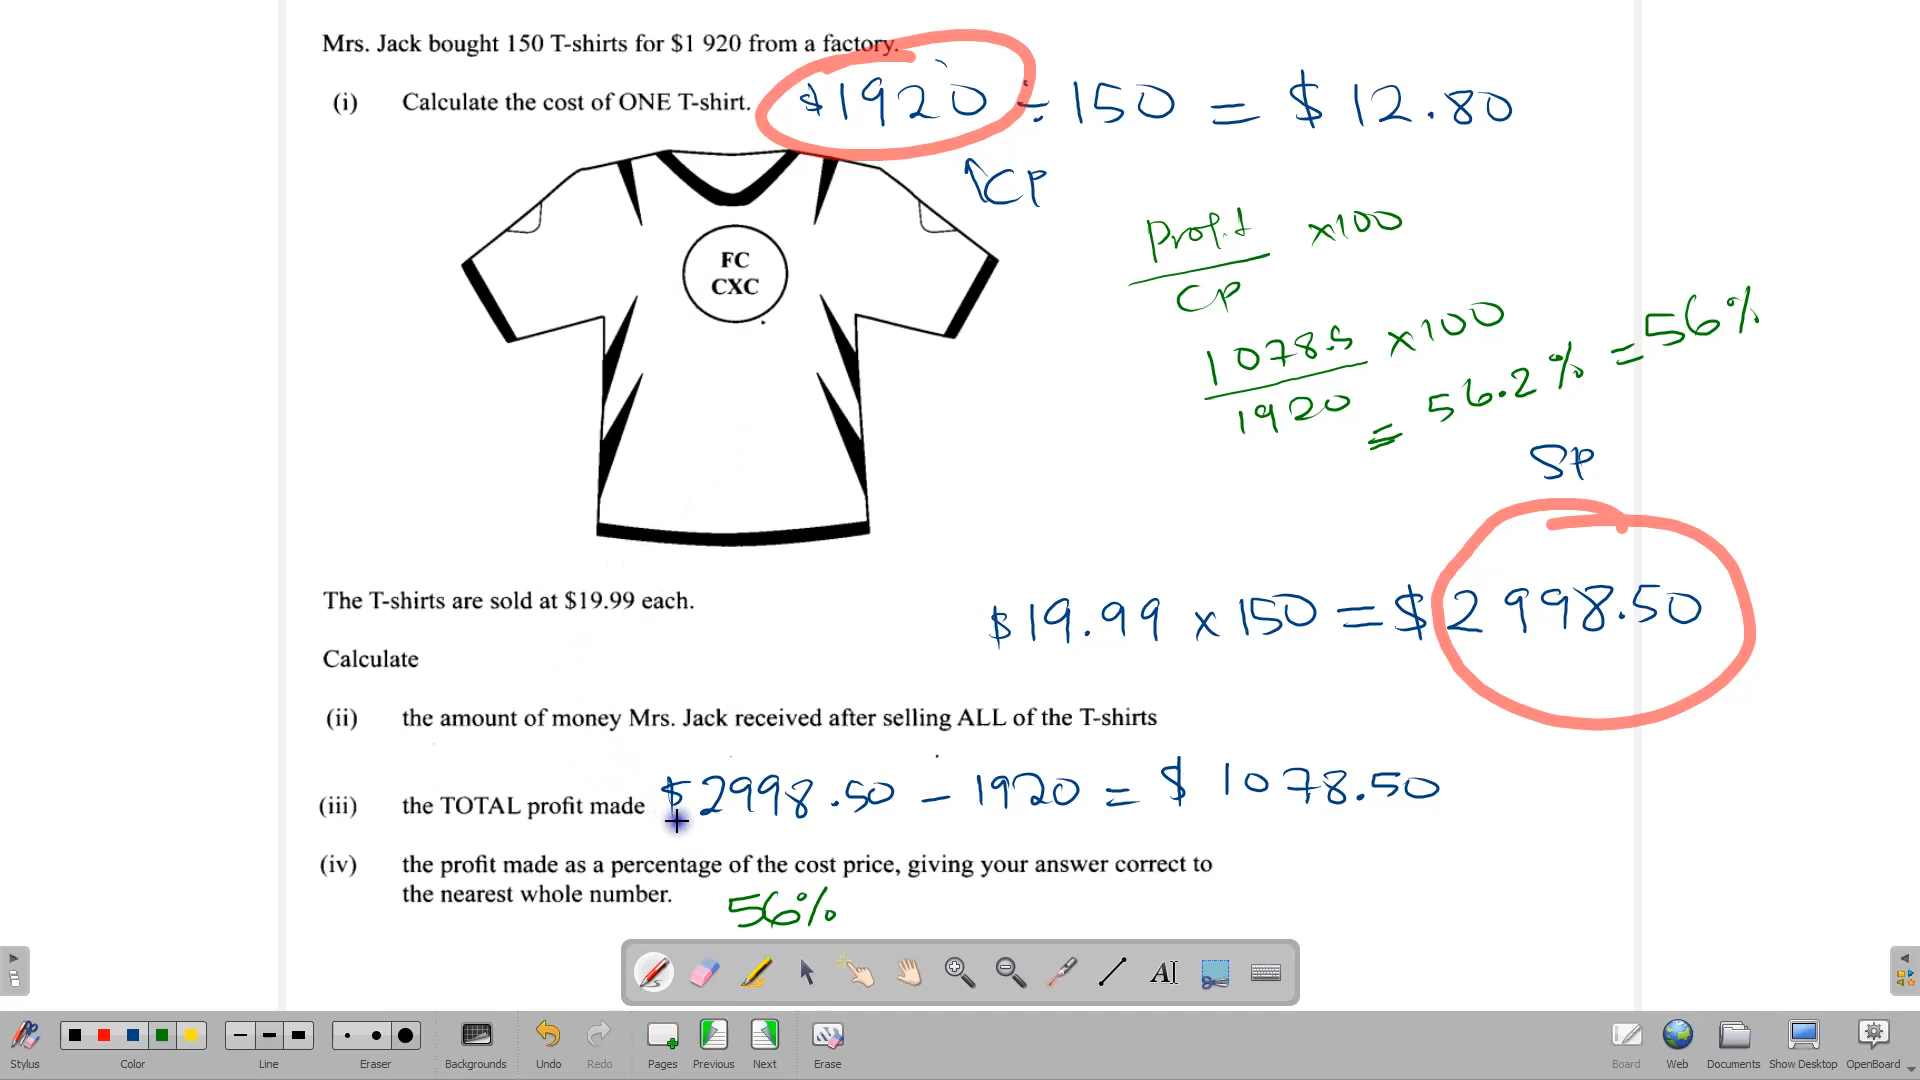 Mrs. Jack bought 150 T-shirts for $1 920 from a factory.
(i) Calculate the cost of ONE T-shirt. $1920 ÷ 150 = $ 12.80
CP
Profit x100
CP
FC
CXC
1078.5 x100
1920
= 56.2% = 56%
SP
The T-shirts are sold at $19.99 each.
$19.99 x 150 = $2998.50
Calculate
(ii) the amount of money Mrs. Jack received after selling ALL of the T-shirts
(iii) the TOTAL profit made $2998.50 - 1920 = $ 1078.50
(iv) the profit made as a percentage of the cost price, giving your answer correct to
the nearest whole number. 56%
AI
Stylus Color Line Eraser Backgrounds Undo Redo Pages Previous Next Erase Board Web Documents Show Desktop OpenBoard